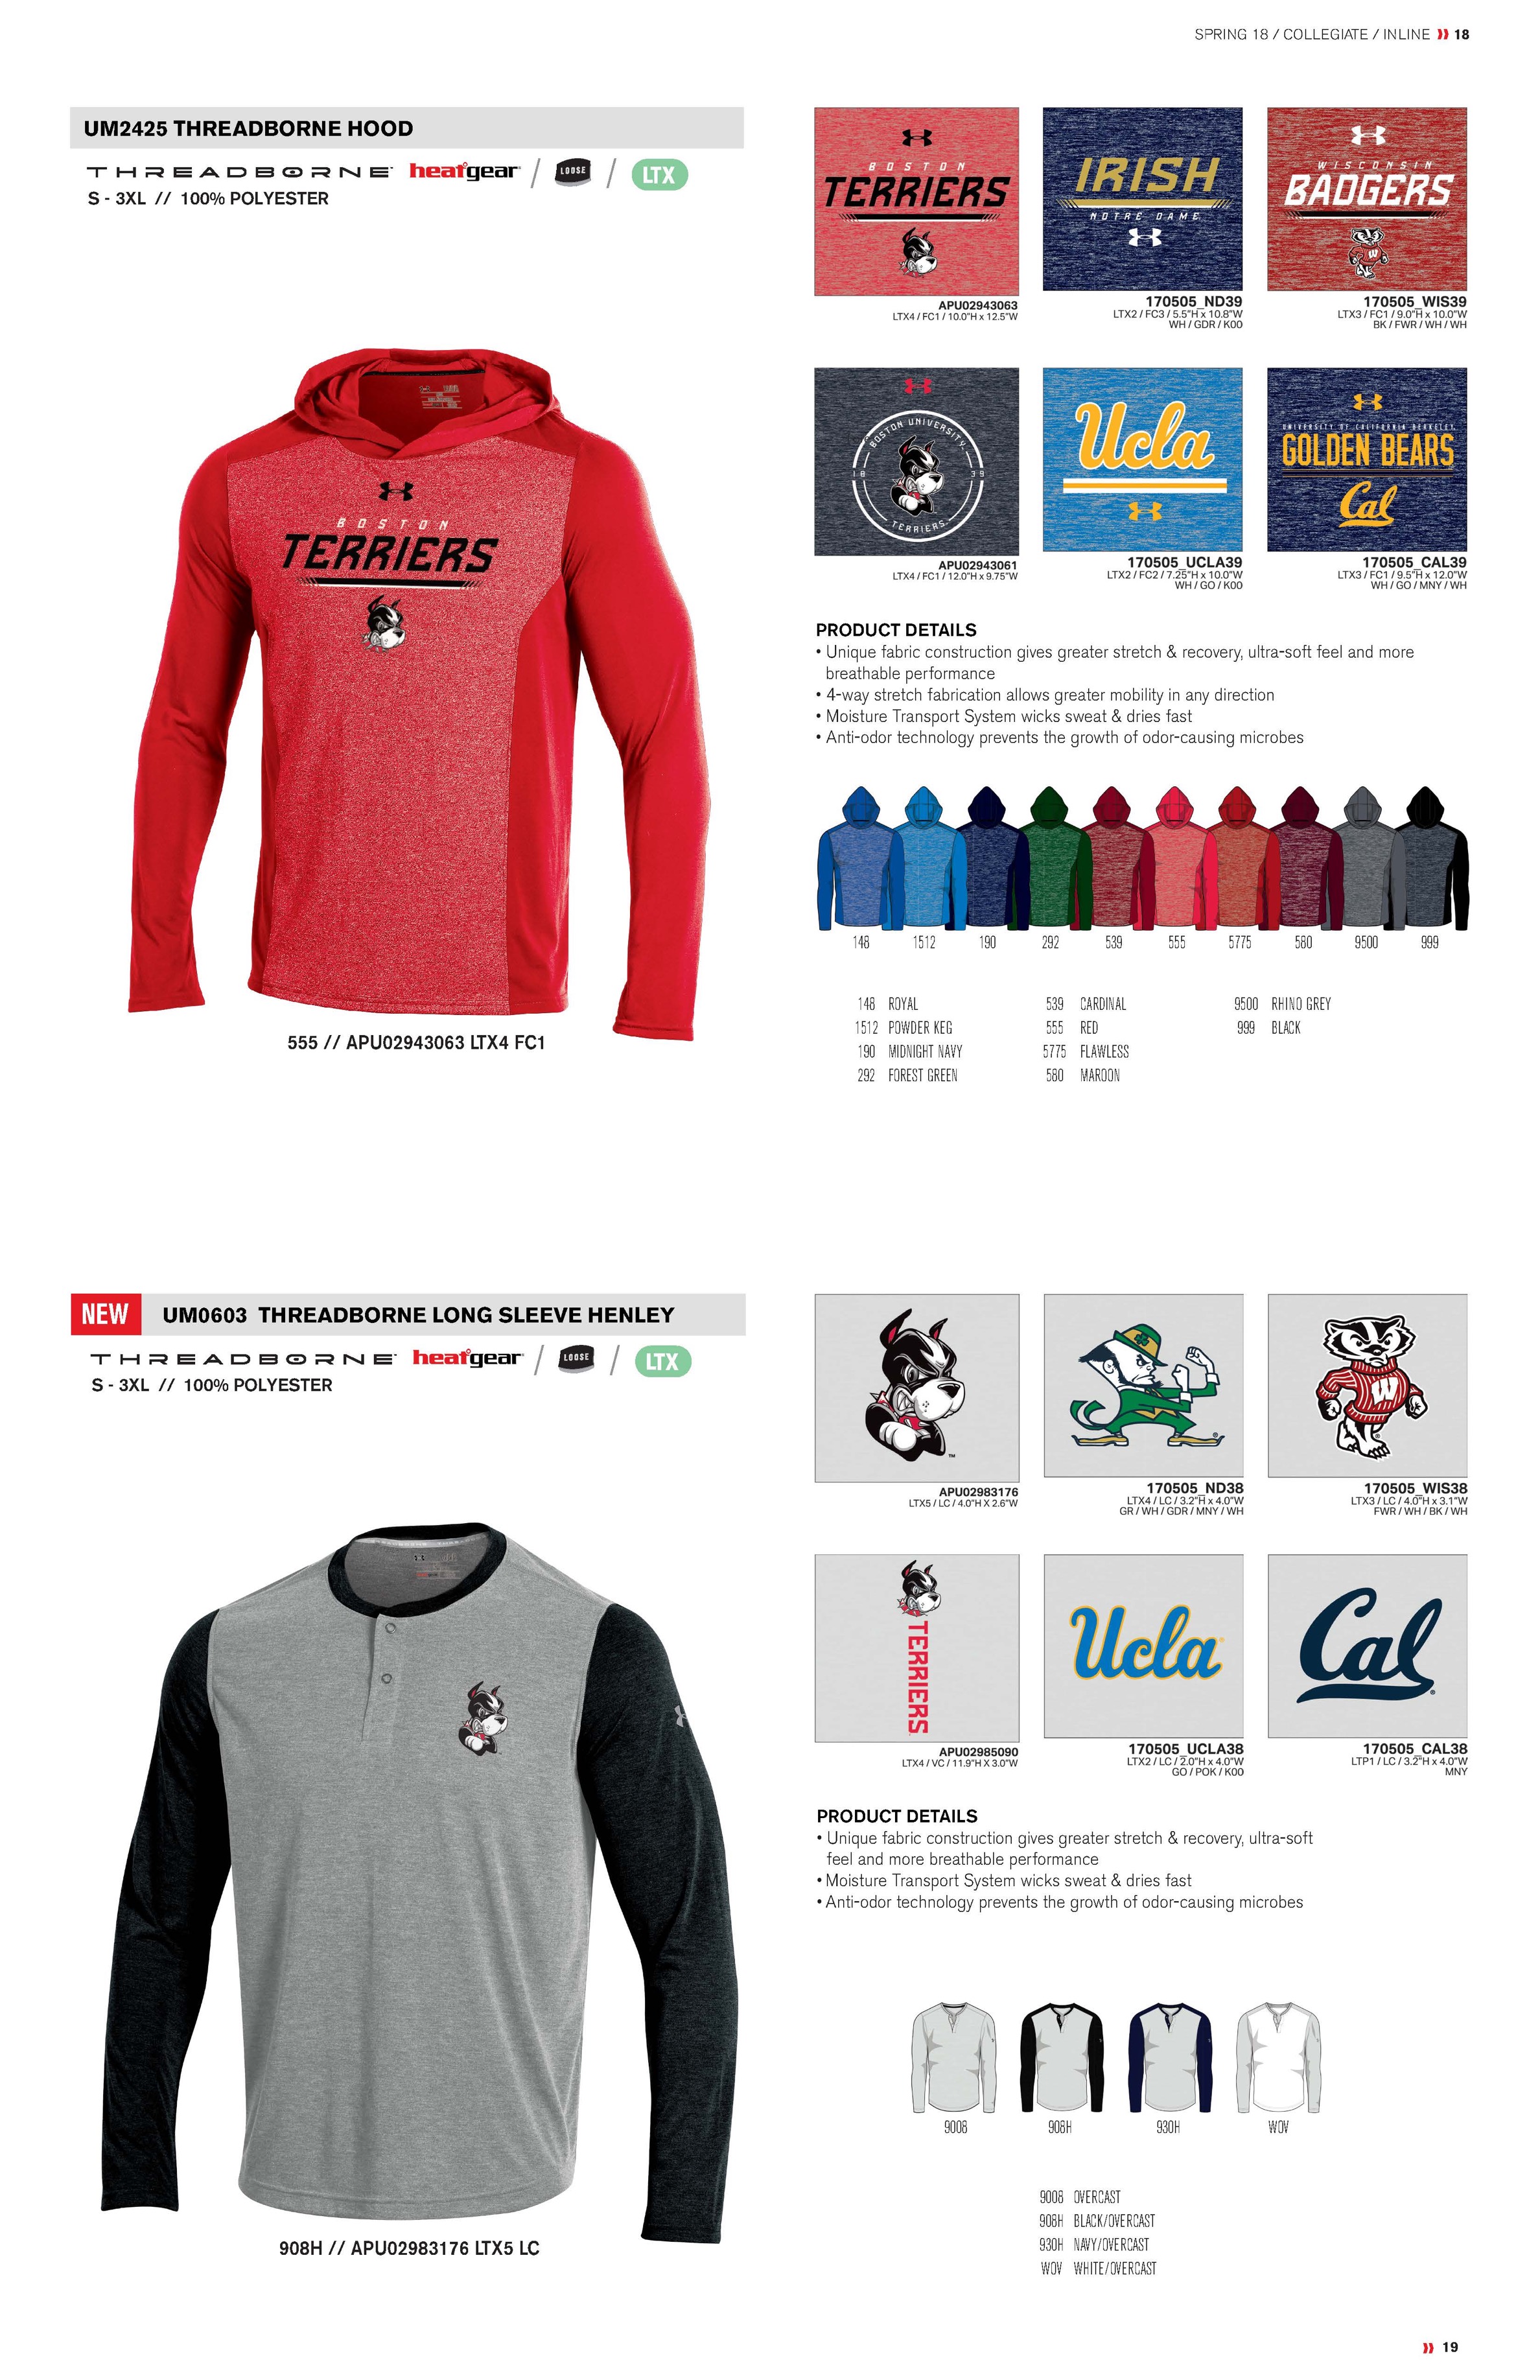 SPRING 18 / COLLEGIATE / INLINE 18
UM2425 THREADBORNE HOOD
THREADBORNE heatgear / LOOSE / LTX
S - 3XL // 100% POLYESTER
BOSTON
TERRIERS
555 // APU02943063 LTX4 FC1
BOSTON
TERRIERS
APU02943063
LTX4 / FC1 / 10.0"H x 12.5"W
IRISH
NOTRE DAME
170505_ND39
LTX2 / FC3 / 5.5"H x 10.8"W
WH / GDR / K00
WISCONSIN
BADGERS
W
170505_WIS39
LTX3 / FC1 / 9.0"H x 10.0"W
BK / FWR / WH / WH
BOSTON UNIVERSITY
18 39
TERRIERS
APU02943061
LTX4 / FC1 / 12.0"H x 9.75"W
Ucla
170505_UCLA39
LTX2 / FC2 / 7.25"H x 10.0"W
WH / GO / K00
UNIVERSITY OF CALIFORNIA BERKELEY
GOLDEN BEARS
Cal
170505_CAL39
LTX3 / FC1 / 9.5"H x 12.0"W
WH / GO / MNY / WH
PRODUCT DETAILS
• Unique fabric construction gives greater stretch & recovery, ultra-soft feel and more
breathable performance
• 4-way stretch fabrication allows greater mobility in any direction
• Moisture Transport System wicks sweat & dries fast
• Anti-odor technology prevents the growth of odor-causing microbes
148 1512 190 292 539 555 5775 580 9500 999
148 ROYAL
1512 POWDER KEG
190 MIDNIGHT NAVY
292 FOREST GREEN
539 CARDINAL
555 RED
5775 FLAWLESS
580 MAROON
9500 RHINO GREY
999 BLACK
NEW UM0603 THREADBORNE LONG SLEEVE HENLEY
THREADBORNE heatgear / LOOSE / LTX
S - 3XL // 100% POLYESTER
908H // APU02983176 LTX5 LC
TM
APU02983176
LTX5 / LC / 4.0"H X 2.6"W
®
170505_ND38
LTX4 / LC / 3.2"H x 4.0"W
GR / WH / GDR / MNY / WH
W
170505_WIS38
LTX3 / LC / 4.0"H x 3.1"W
FWR / WH / BK / WH
TERRIERS
APU02985090
LTX4 / VC / 11.9"H X 3.0"W
Ucla
170505_UCLA38
LTX2 / LC / 2.0"H x 4.0"W
GO / POK / K00
Cal®
170505_CAL38
LTP1 / LC / 3.2"H x 4.0"W
MNY
PRODUCT DETAILS
• Unique fabric construction gives greater stretch & recovery, ultra-soft
feel and more breathable performance
• Moisture Transport System wicks sweat & dries fast
• Anti-odor technology prevents the growth of odor-causing microbes
9008 908H 930H WOV
9008 OVERCAST
908H BLACK/OVERCAST
930H NAVY/OVERCAST
WOV WHITE/OVERCAST
19